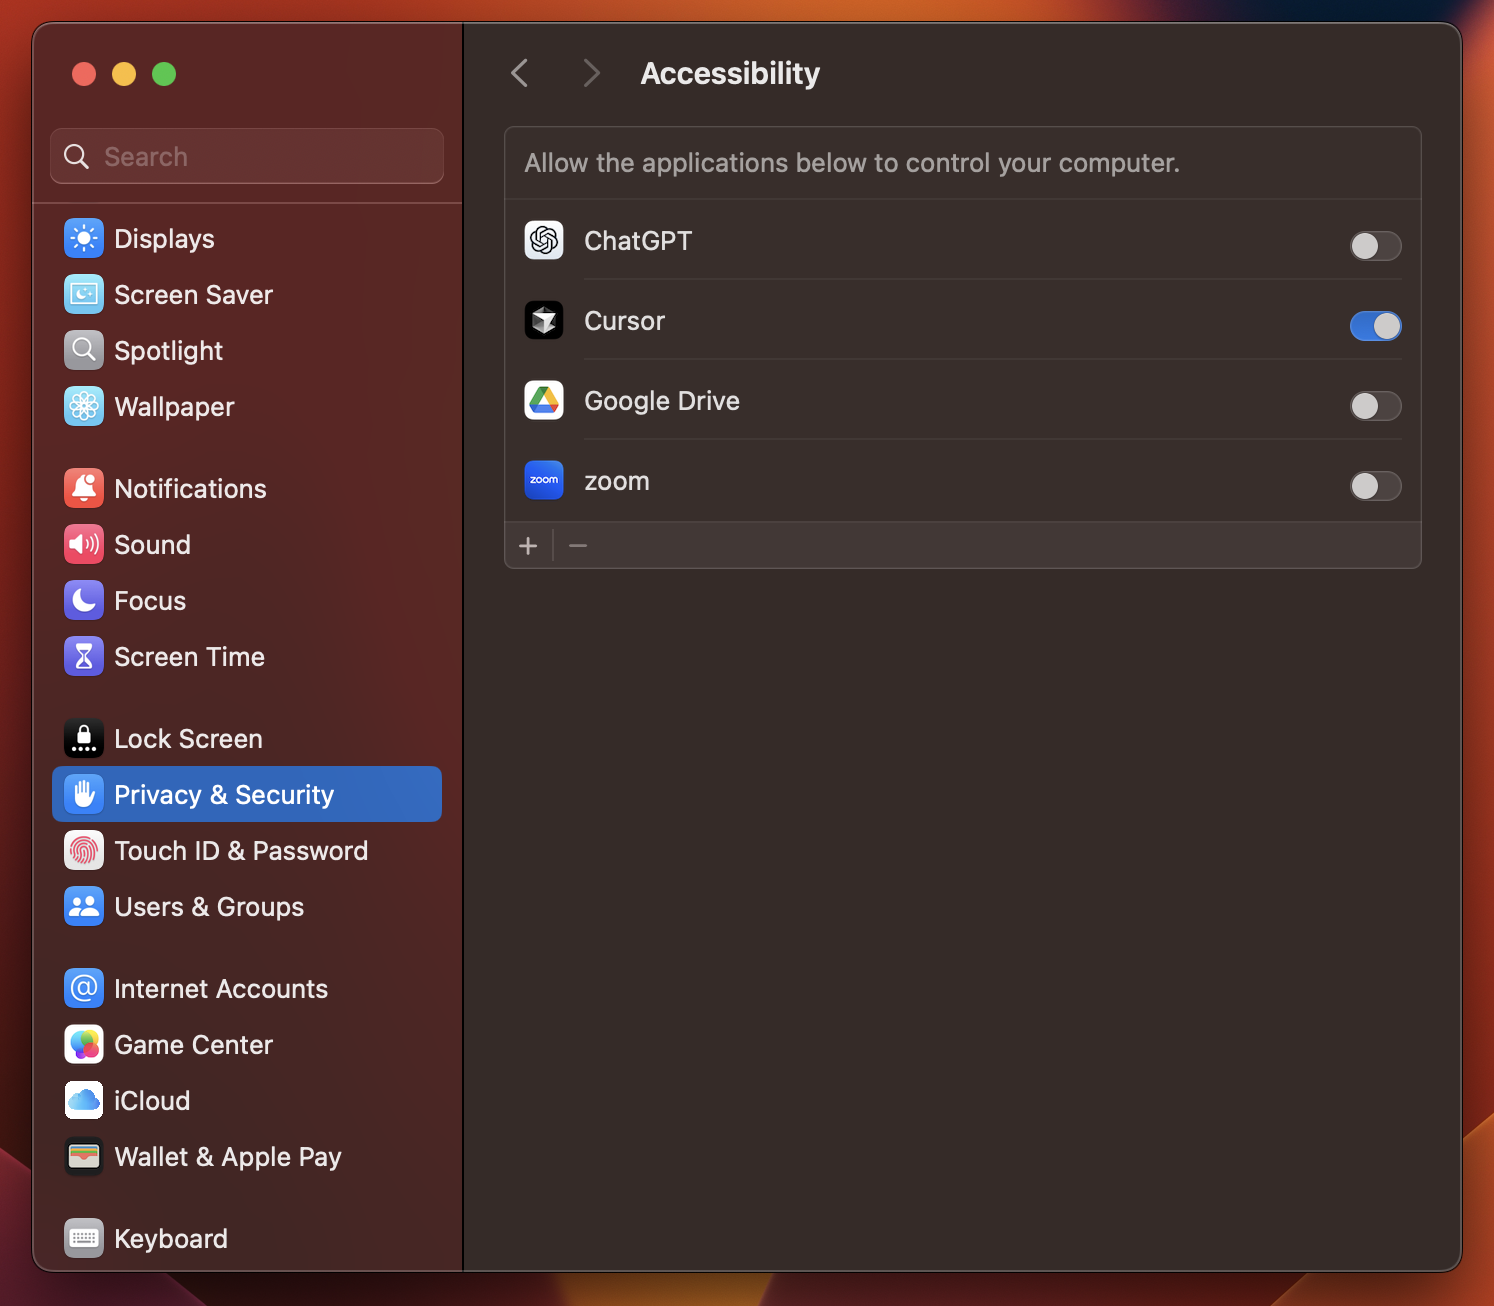 Search
Displays
Screen Saver
Spotlight
Wallpaper
Notifications
Sound
Focus
Screen Time
Lock Screen
Privacy & Security
Touch ID & Password
Users & Groups
Internet Accounts
Game Center
iCloud
Wallet & Apple Pay
Keyboard
Accessibility
Allow the applications below to control your computer.
ChatGPT
Cursor
Google Drive
zoom
zoom